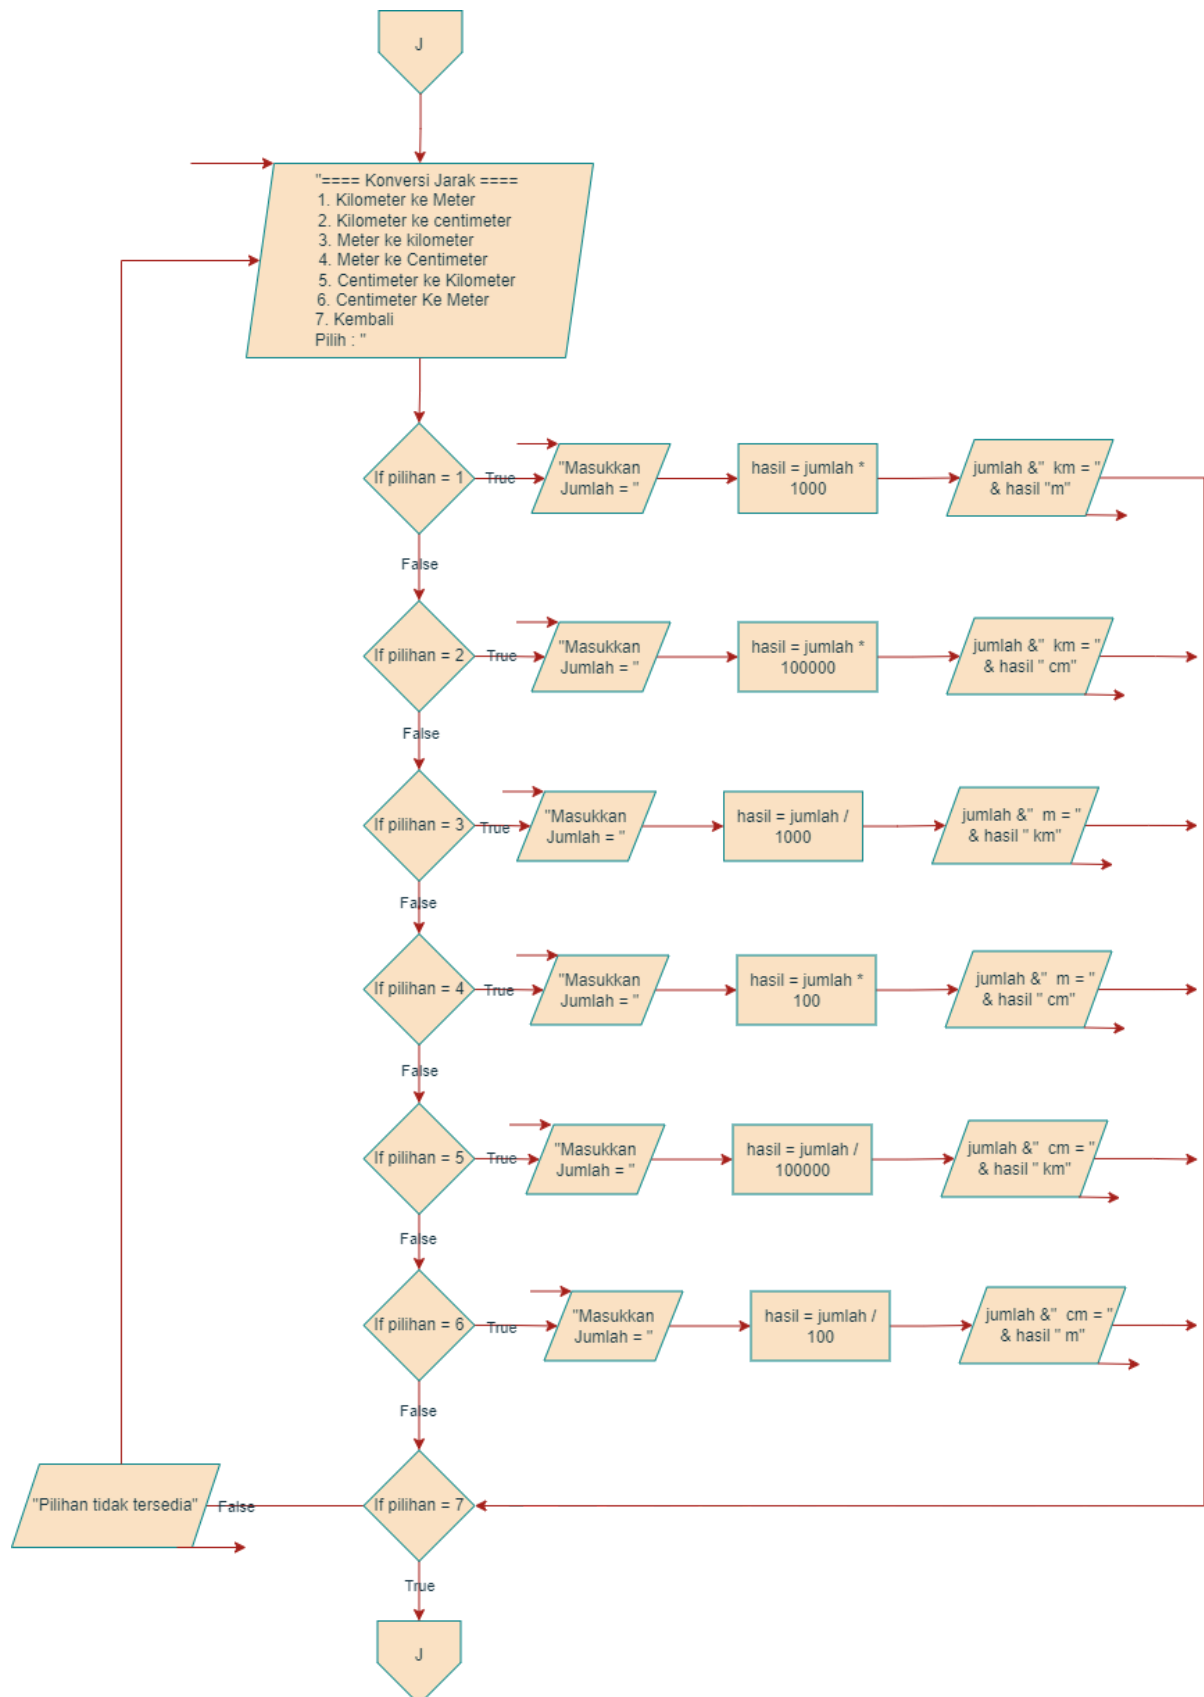 J
"==== Konversi Jarak ====
1. Kilometer ke Meter
2. Kilometer ke centimeter
3. Meter ke kilometer
4. Meter ke Centimeter
5. Centimeter ke Kilometer
6. Centimeter Ke Meter
7. Kembali
Pilih : "
If pilihan = 1
True
"Masukkan
Jumlah = "
hasil = jumlah *
1000
jumlah &"  km = "
& hasil "m"
False
If pilihan = 2
True
"Masukkan
Jumlah = "
hasil = jumlah *
100000
jumlah &"  km = "
& hasil " cm"
False
If pilihan = 3
True
"Masukkan
Jumlah = "
hasil = jumlah /
1000
jumlah &"  m = "
& hasil " km"
False
If pilihan = 4
True
"Masukkan
Jumlah = "
hasil = jumlah *
100
jumlah &"  m = "
& hasil " cm"
False
If pilihan = 5
True
"Masukkan
Jumlah = "
hasil = jumlah /
100000
jumlah &"  cm = "
& hasil " km"
False
If pilihan = 6
True
"Masukkan
Jumlah = "
hasil = jumlah /
100
jumlah &"  cm = "
& hasil " m"
False
"Pilihan tidak tersedia"
False
If pilihan = 7
True
J